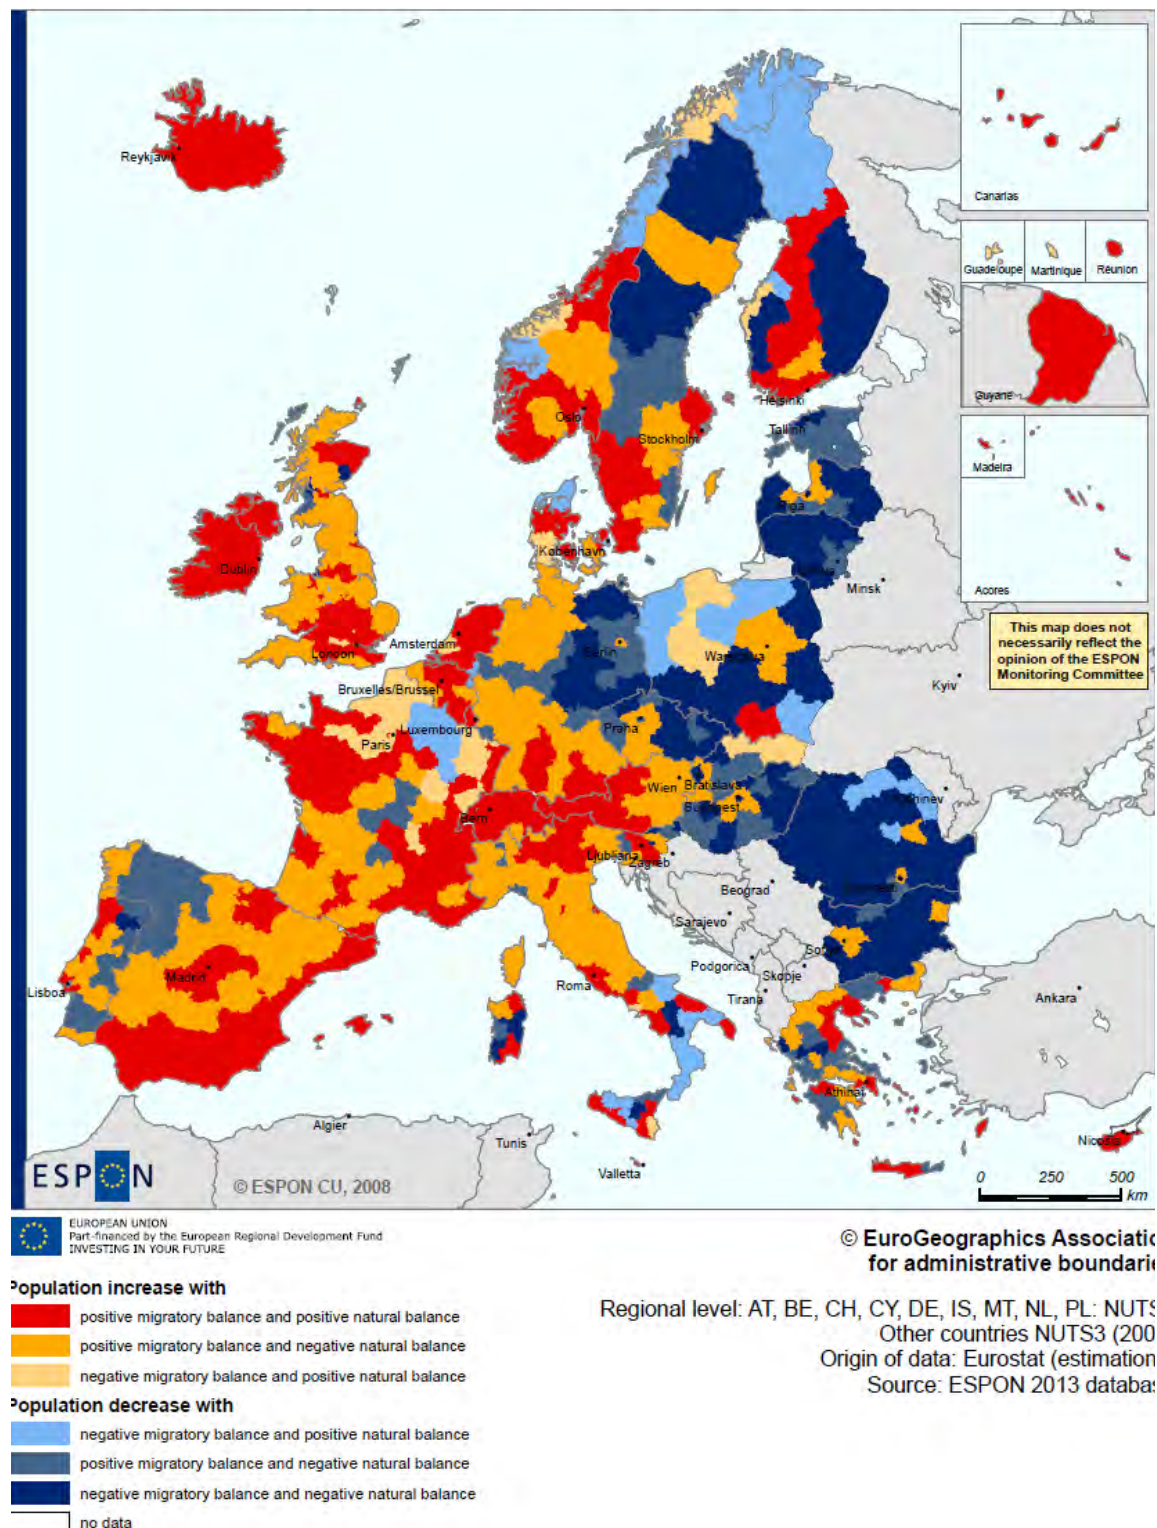 Reykjavik
Canarias
Guadeloupe
Martinique
Réunion
Guyane
Madeira
Acores
This map does not
necessarily reflect the
opinion of the ESPON
Monitoring Committee
Helsinki
Oslo
Tallinn
Stockholm
Riga
København
Dublin
Minsk
Amsterdam
London
Berlin
Warszawa
Kyiv
Bruxelles/Brussel
Luxembourg
Praha
Paris
Wien
Bratislava
Budapest
Bern
Ljubljana
Zagreb
Beograd
Sarajevo
Podgorica
Skopje
Madrid
Lisboa
Roma
Tirana
Ankara
Athinai
Algier
Tunis
Valletta
Nicosia
ESPON
© ESPON CU, 2008
0 250 500
km
EUROPEAN UNION
Part-financed by the European Regional Development Fund
INVESTING IN YOUR FUTURE
© EuroGeographics Associatio
for administrative boundarie
Regional level: AT, BE, CH, CY, DE, IS, MT, NL, PL: NUTS
Other countries NUTS3 (200
Origin of data: Eurostat (estimation
Source: ESPON 2013 databas
Population increase with
positive migratory balance and positive natural balance
positive migratory balance and negative natural balance
negative migratory balance and positive natural balance
Population decrease with
negative migratory balance and positive natural balance
positive migratory balance and negative natural balance
negative migratory balance and negative natural balance
no data